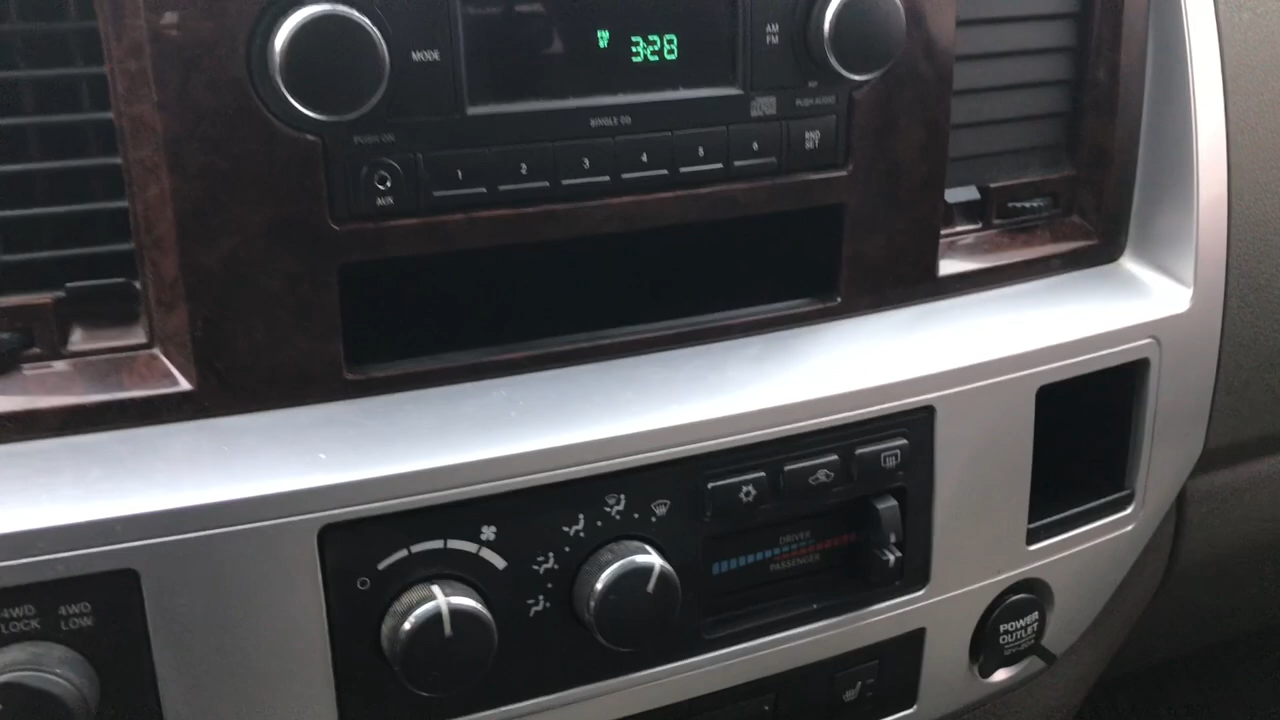 MODE
3:28
AM
FM
PUSH AUDIO
SINGLE CD
PUSH ON
AUX
1
2
3
4
5
6
RND
SET
DRIVER
PASSENGER
4WD
LOCK
4WD
LOW
POWER
OUTLET